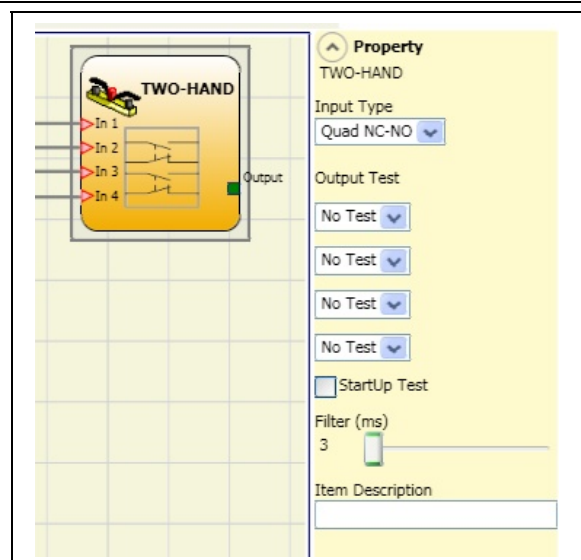 TWO-HAND
In 1
In 2
In 3
In 4
Output
Property
TWO-HAND
Input Type
Quad NC-NO
Output Test
No Test
No Test
No Test
No Test
StartUp Test
Filter (ms)
3
Item Description